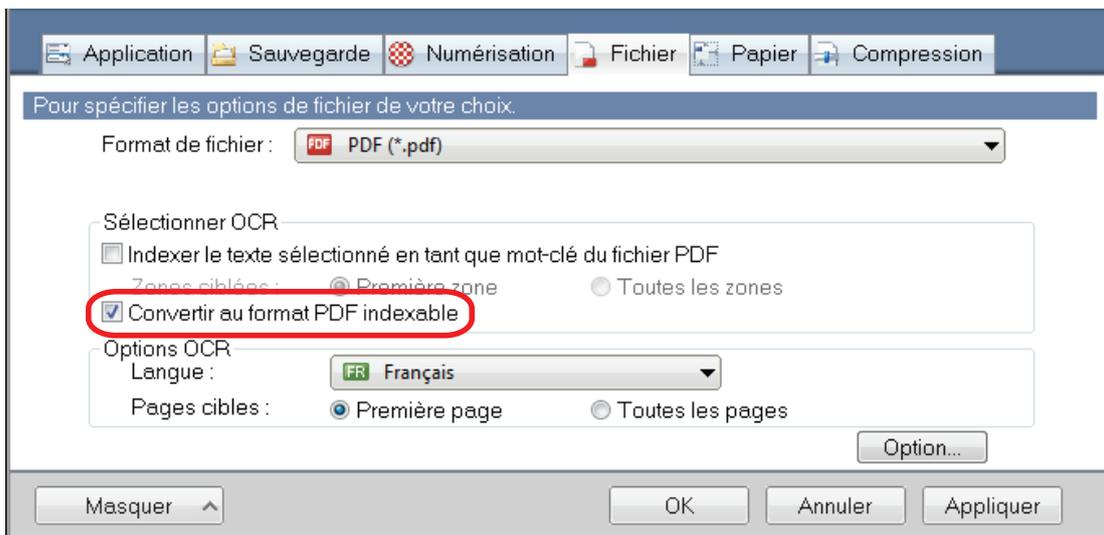 Application Sauvegarde Numérisation Fichier Papier Compression
Pour spécifier les options de fichier de votre choix.
Format de fichier : PDF PDF (*.pdf)
Sélectionner OCR
Indexer le texte sélectionné en tant que mot-clé du fichier PDF
Zones ciblées : Première zone Toutes les zones
Convertir au format PDF indexable
Options OCR
Langue : FR Français
Pages cibles : Première page Toutes les pages
Option...
Masquer OK Annuler Appliquer